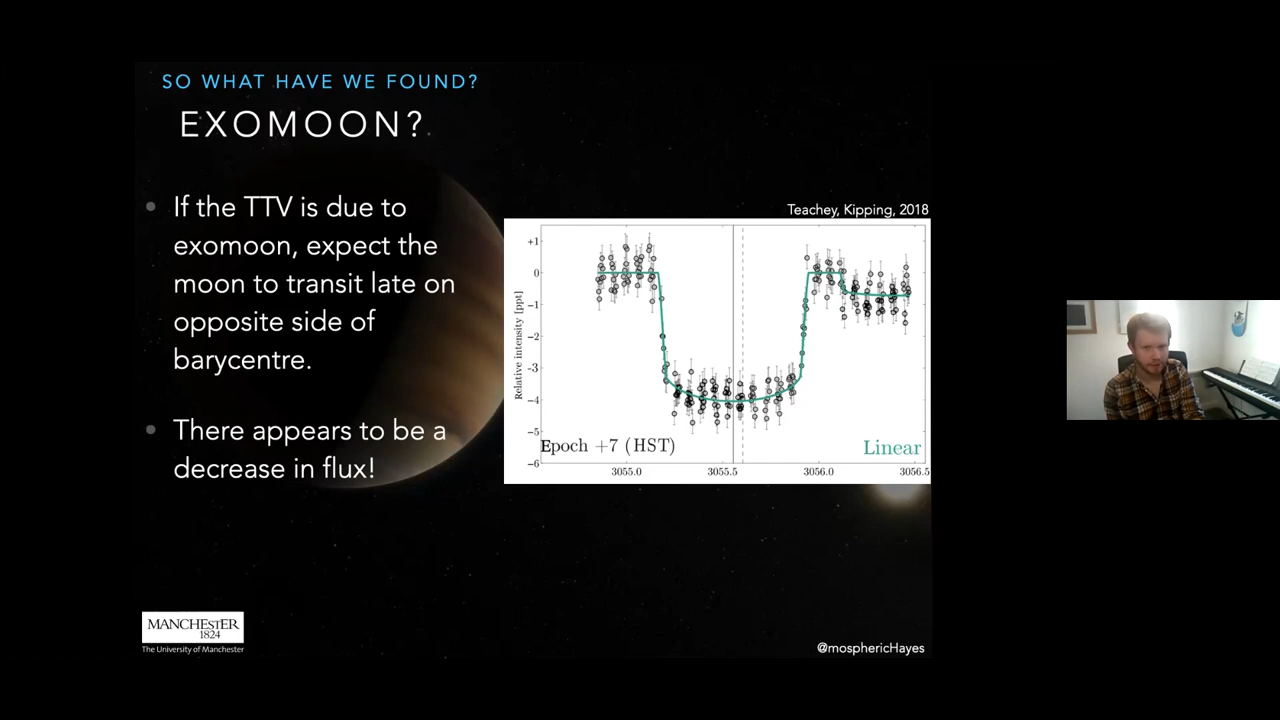 SO WHAT HAVE WE FOUND?
EXOMOON?
• If the TTV is due to
exomoon, expect the
moon to transit late on
opposite side of
barycentre.
• There appears to be a
decrease in flux!
Teachey, Kipping, 2018
Relative intensity [ppt]
+1
0
−1
−2
−3
−4
−5
−6
Epoch +7 (HST)
Linear
3055.0 3055.5 3056.0 3056.5
MANCHESTER
1824
The University of Manchester
@mosphericHayes